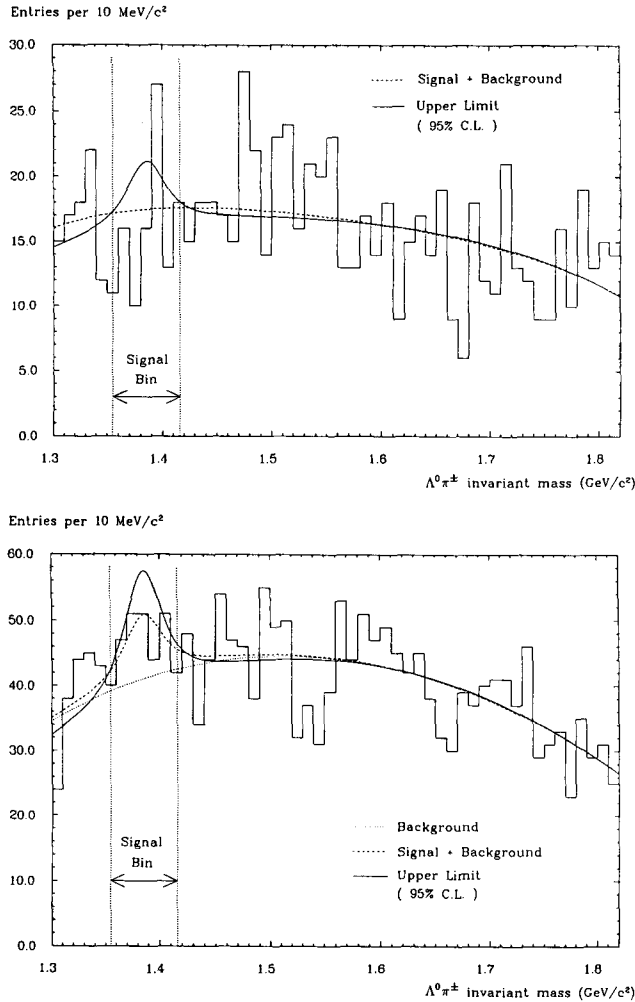 Entries per 10 MeV/c²
30.0
25.0
20.0
15.0
10.0
5.0
0.0
Signal + Background
Upper Limit
( 95% C.L. )
Signal
Bin
1.3 1.4 1.5 1.6 1.7 1.8
Λ⁰π± invariant mass (GeV/c²)
Entries per 10 MeV/c²
60.0
50.0
40.0
30.0
20.0
10.0
0.0
Signal
Bin
Background
Signal + Background
Upper Limit
( 95% C.L. )
1.3 1.4 1.5 1.6 1.7 1.8
Λ⁰π± invariant mass (GeV/c²)